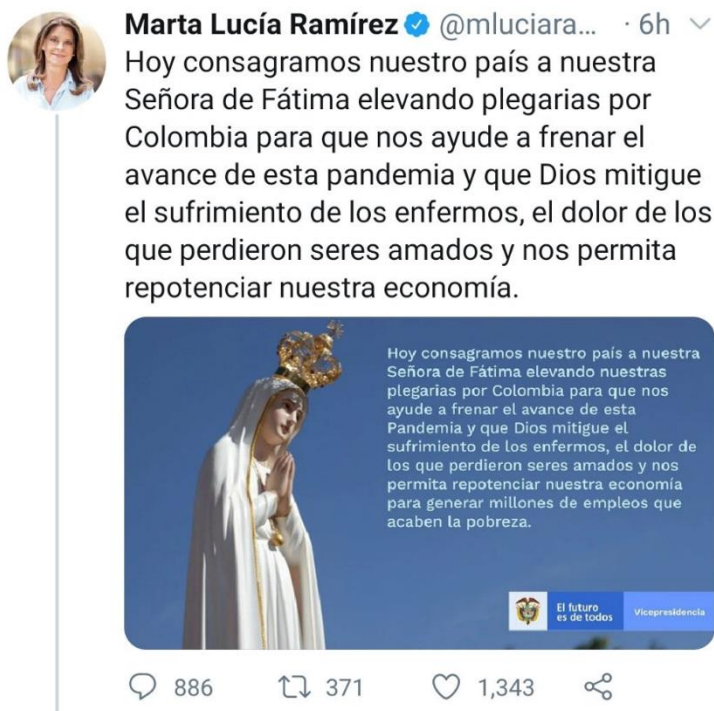 Marta Lucía Ramírez @mluciara... · 6h
Hoy consagramos nuestro país a nuestra
Señora de Fátima elevando plegarias por
Colombia para que nos ayude a frenar el
avance de esta pandemia y que Dios mitigue
el sufrimiento de los enfermos, el dolor de los
que perdieron seres amados y nos permita
repotenciar nuestra economía.
Hoy consagramos nuestro país a nuestra
Señora de Fátima elevando nuestras
plegarias por Colombia para que nos
ayude a frenar el avance de esta
Pandemia y que Dios mitigue el
sufrimiento de los enfermos, el dolor de
los que perdieron seres amados y nos
permita repotenciar nuestra economía
para generar millones de empleos que
acaben la pobreza.
El futuro
es de todos
Vicepresidencia
886 371 1,343